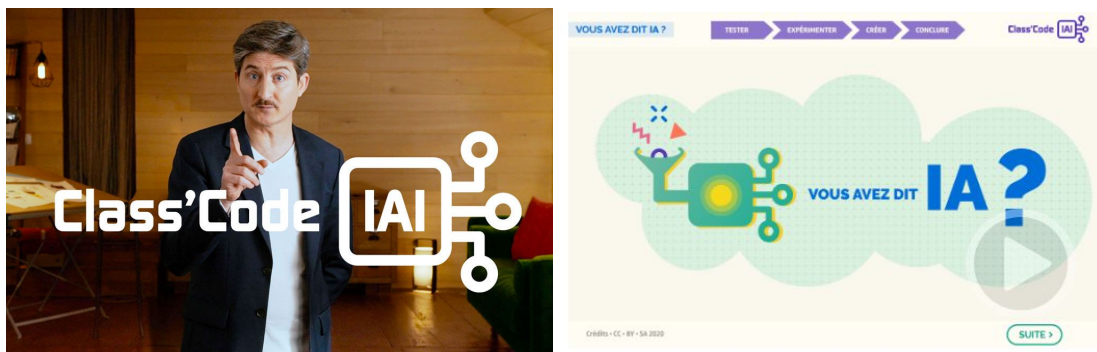 Class'Code IAI
VOUS AVEZ DIT IA ?
TESTER
EXPÉRIMENTER
CRÉER
CONCLURE
Class'Code IAI
VOUS AVEZ DIT IA ?
Crédits • CC • BY • SA 2020
SUITE >